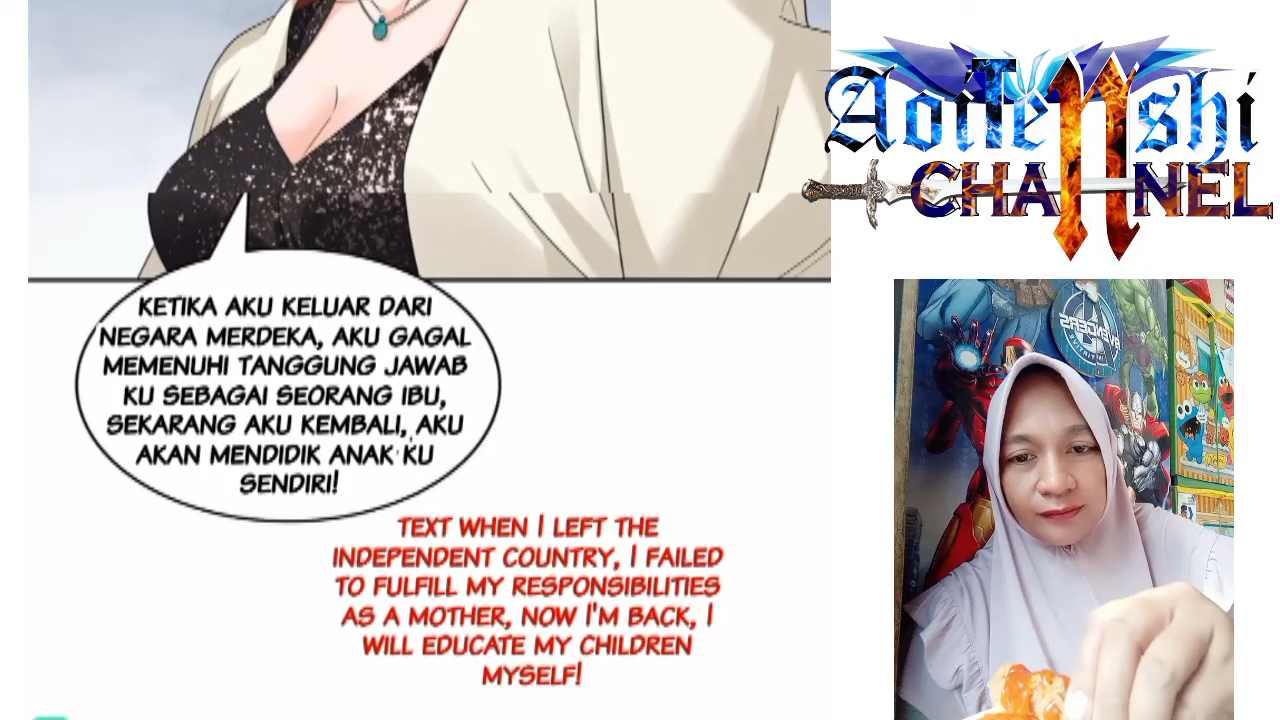 KETIKA AKU KELUAR DARI
NEGARA MERDEKA, AKU GAGAL
MEMENUHI TANGGUNG JAWAB
KU SEBAGAI SEORANG IBU,
SEKARANG AKU KEMBALI, AKU
AKAN MENDIDIK ANAK KU
SENDIRI!
TEXT WHEN I LEFT THE
INDEPENDENT COUNTRY, I FAILED
TO FULFILL MY RESPONSIBILITIES
AS A MOTHER, NOW I'M BACK, I
WILL EDUCATE MY CHILDREN
MYSELF!
AoiTenshi
CHANNEL
AVENGERS